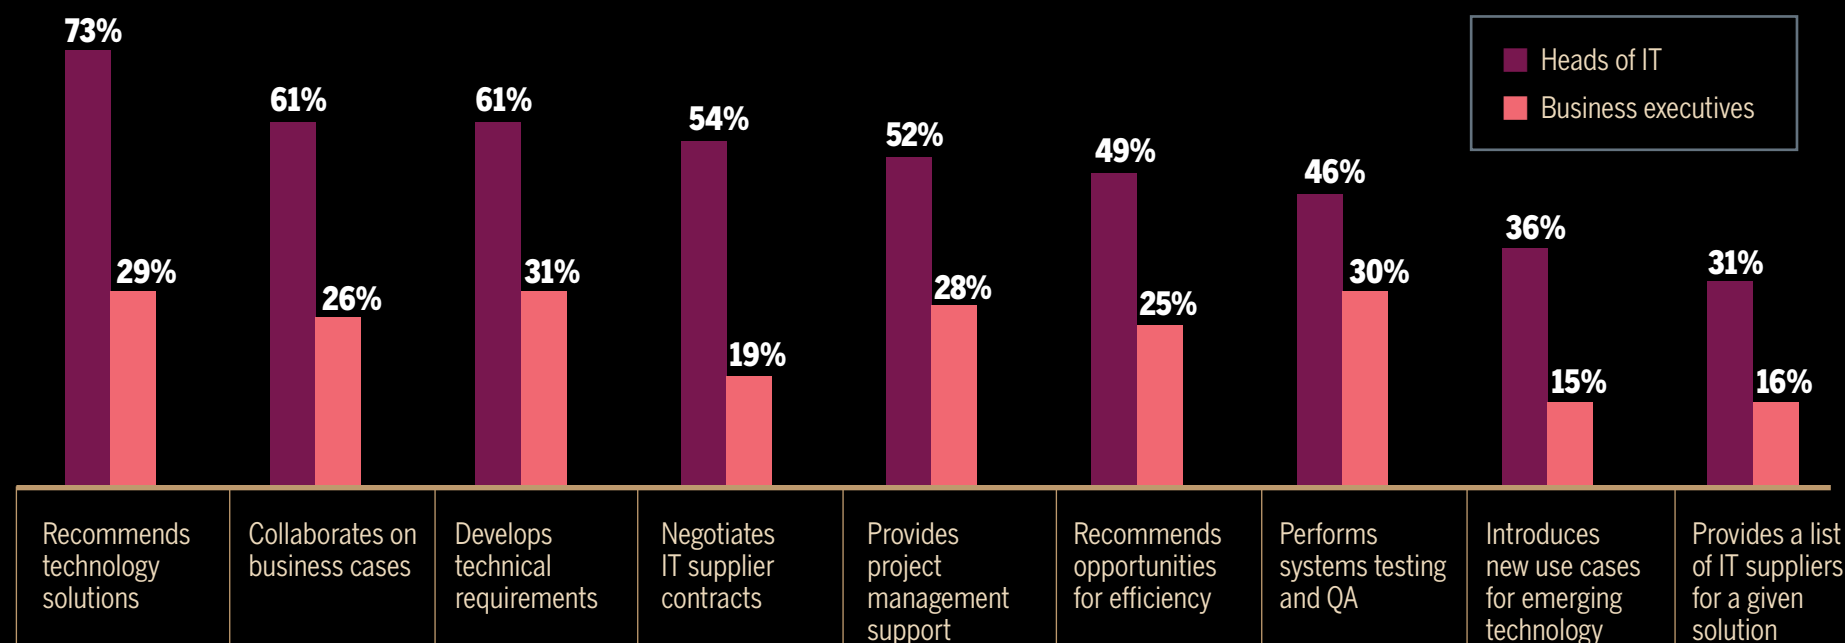 73%
29%
61%
26%
61%
31%
54%
19%
52%
28%
49%
25%
46%
30%
36%
15%
31%
16%
Heads of IT
Business executives
Recommends
technology
solutions
Collaborates on
business cases
Develops
technical
requirements
Negotiates
IT supplier
contracts
Provides
project
management
support
Recommends
opportunities
for efficiency
Performs
systems testing
and QA
Introduces
new use cases
for emerging
technology
Provides a list
of IT suppliers
for a given
solution